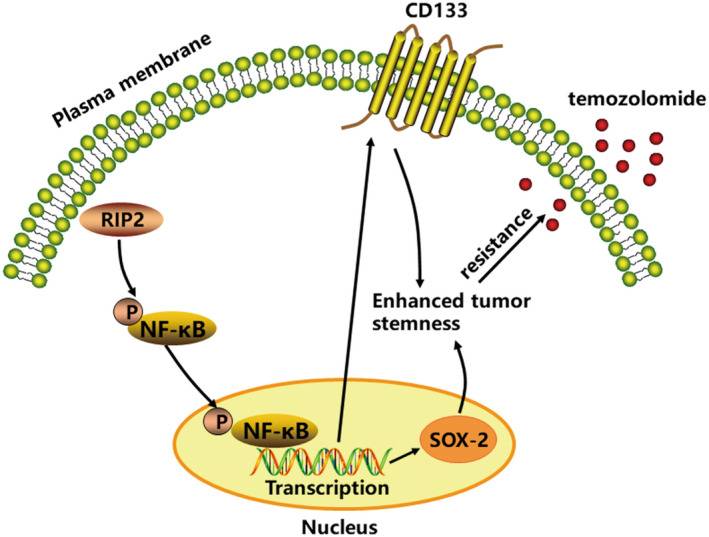 CD133
Plasma membrane
temozolomide
RIP2
resistance
P
NF-κB
Enhanced tumor
stemness
P
NF-κB
SOX-2
Transcription
Nucleus